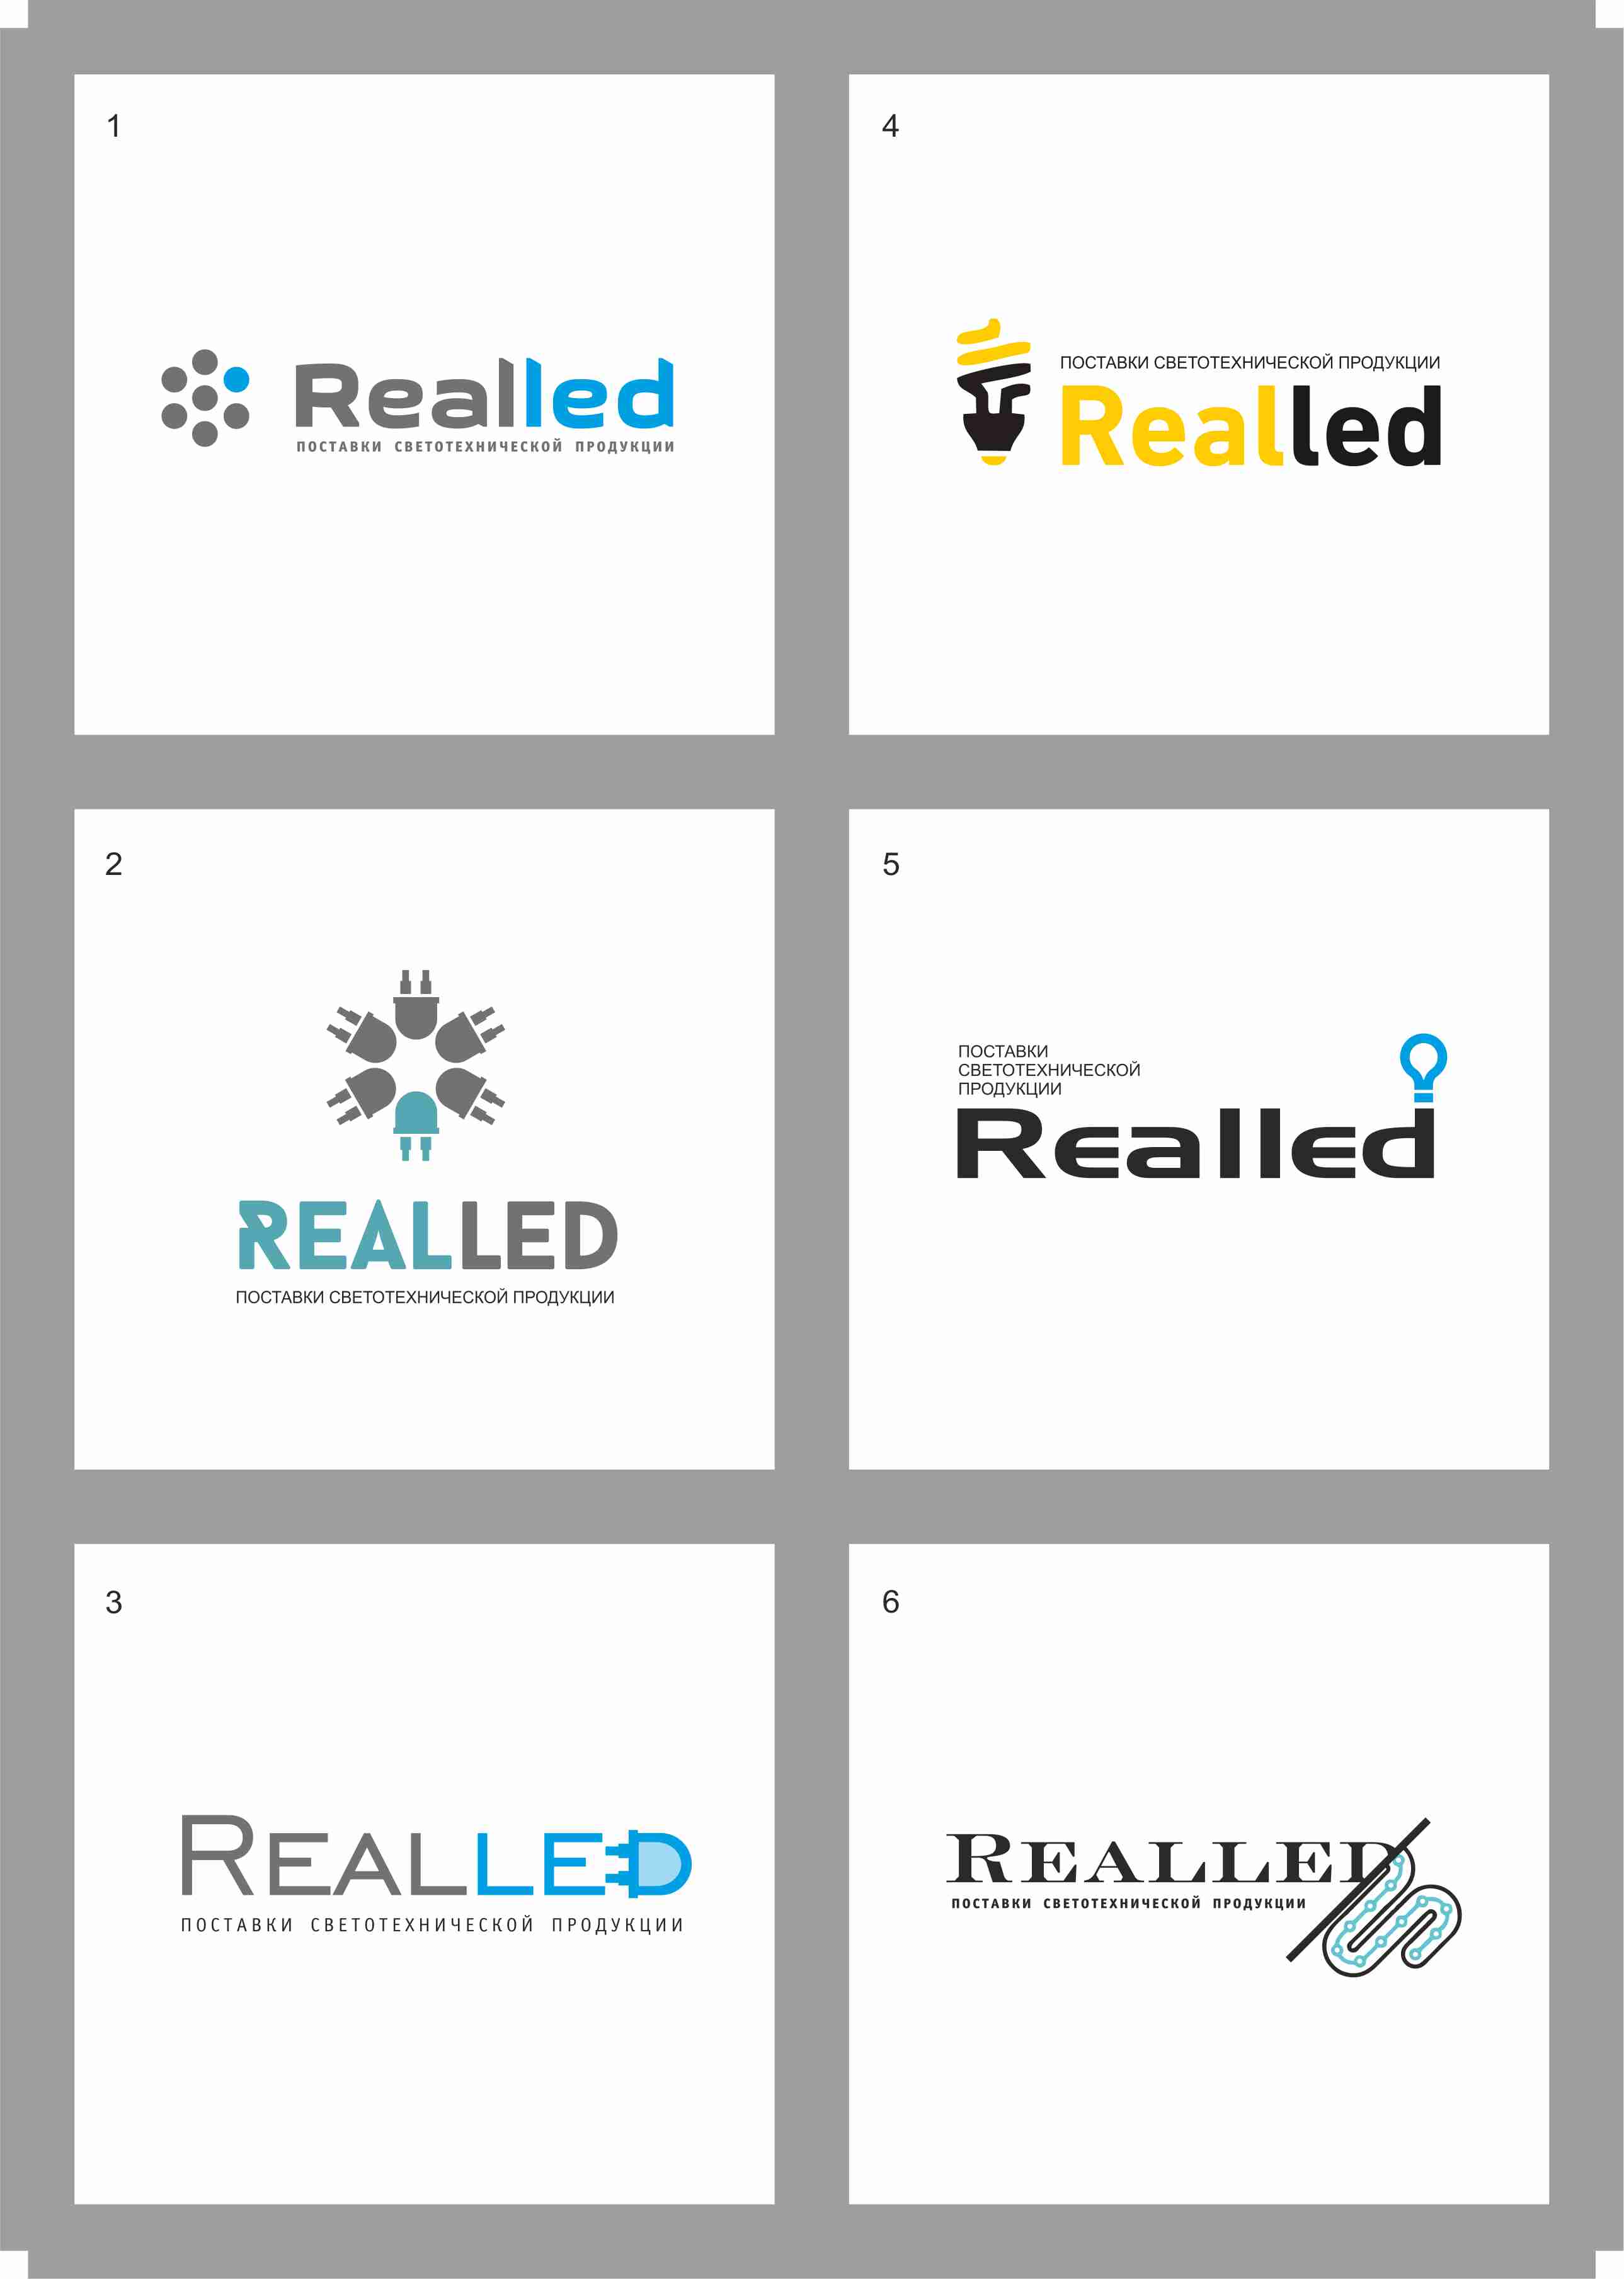 1
Realled
ПОСТАВКИ СВЕТОТЕХНИЧЕСКОЙ ПРОДУКЦИИ
4
ПОСТАВКИ СВЕТОТЕХНИЧЕСКОЙ ПРОДУКЦИИ
Realled
2
REALLED
ПОСТАВКИ СВЕТОТЕХНИЧЕСКОЙ ПРОДУКЦИИ
5
ПОСТАВКИ
СВЕТОТЕХНИЧЕСКОЙ
ПРОДУКЦИИ
Realled
3
REALLED
ПОСТАВКИ СВЕТОТЕХНИЧЕСКОЙ ПРОДУКЦИИ
6
REALLED
ПОСТАВКИ СВЕТОТЕХНИЧЕСКОЙ ПРОДУКЦИИ